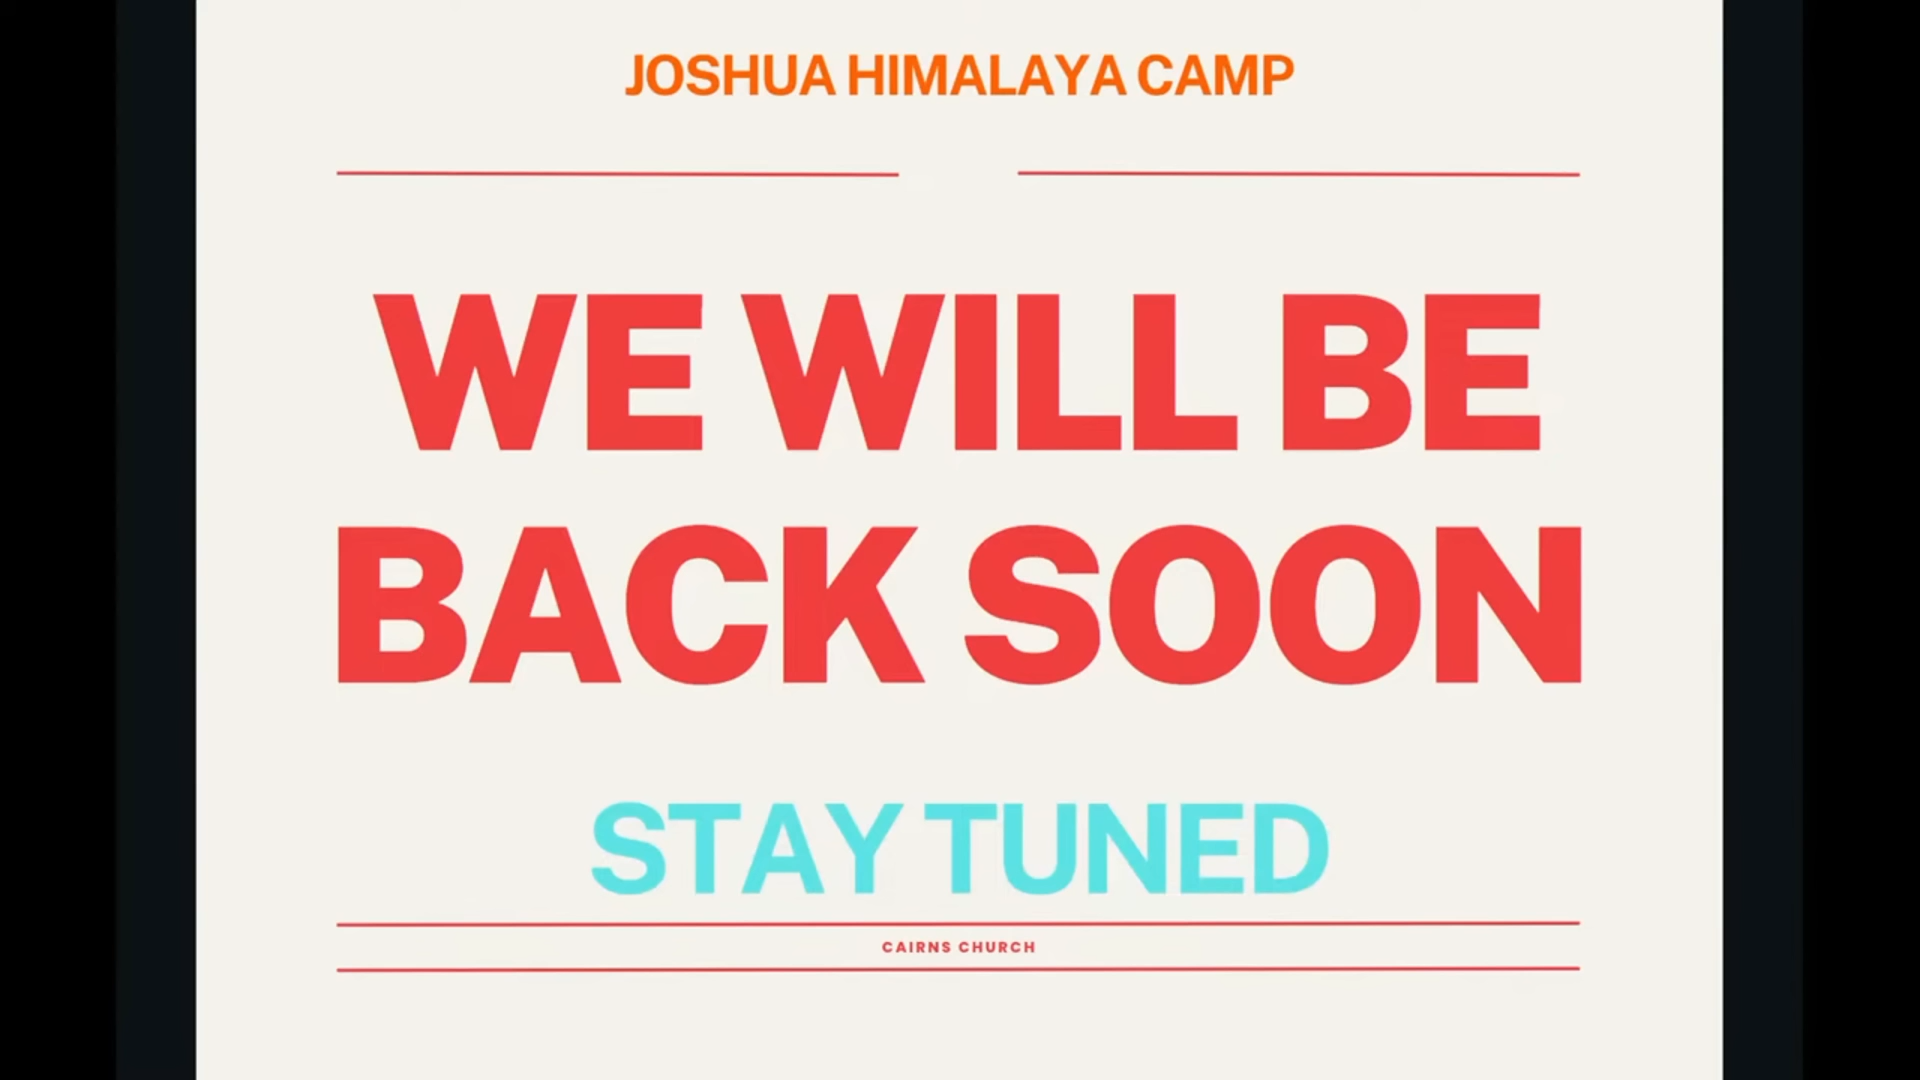 JOSHUA HIMALAYA CAMP
WE WILL BE
BACK SOON
STAY TUNED
CAIRNS CHURCH